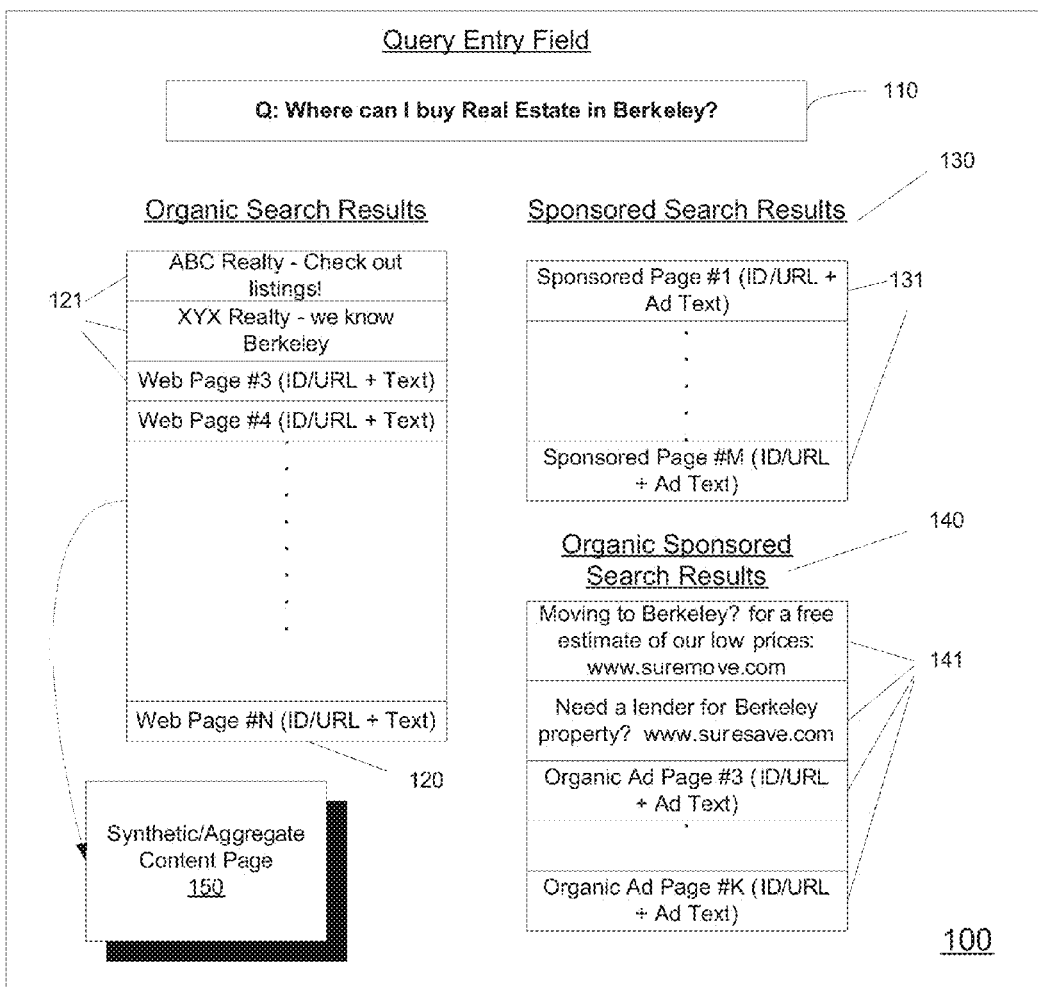 Query Entry Field
Q: Where can I buy Real Estate in Berkeley?
110
130
Organic Search Results
ABC Realty - Check out
listings!
XYX Realty - we know
Berkeley
Web Page #3 (ID/URL + Text)
Web Page #4 (ID/URL + Text)
Web Page #N (ID/URL + Text)
121
120
Sponsored Search Results
Sponsored Page #1 (ID/URL +
Ad Text)
Sponsored Page #M (ID/URL
+ Ad Text)
131
140
Organic Sponsored
Search Results
Moving to Berkeley? for a free
estimate of our low prices:
www.suremove.com
Need a lender for Berkeley
property? www.suresave.com
Organic Ad Page #3 (ID/URL
+ Ad Text)
Organic Ad Page #K (ID/URL
+ Ad Text)
141
Synthetic/Aggregate
Content Page
150
100